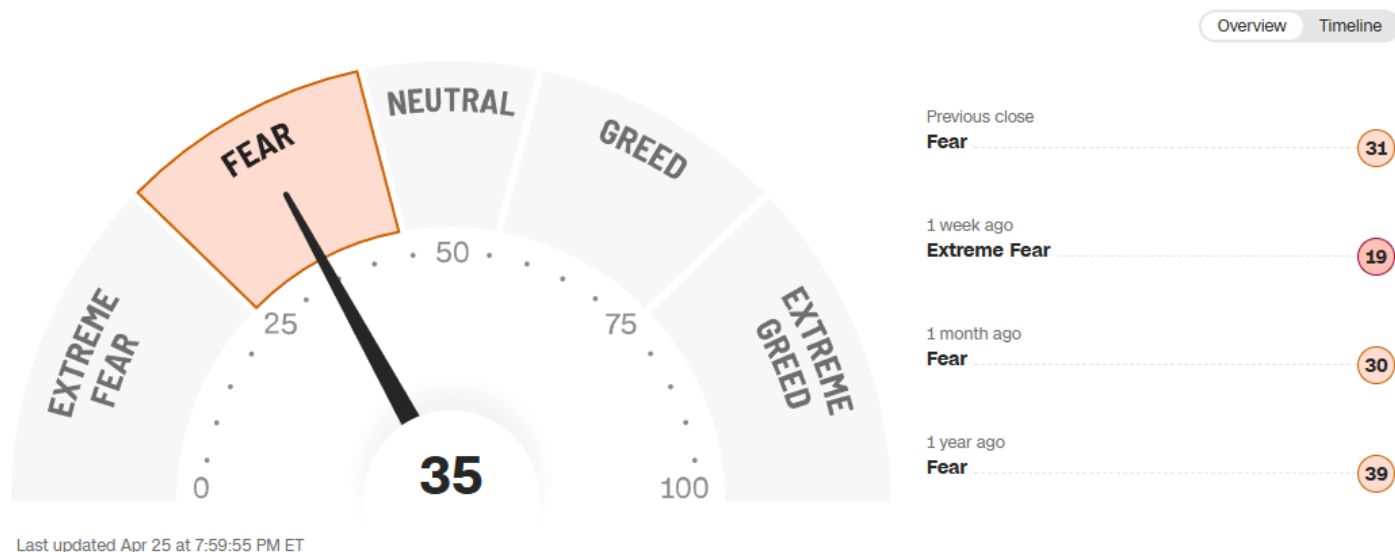 Overview Timeline
FEAR
NEUTRAL
GREED
EXTREME
FEAR
EXTREME
GREED
0
25
50
75
100
35
Last updated Apr 25 at 7:59:55 PM ET
Previous close
Fear 31
1 week ago
Extreme Fear 19
1 month ago
Fear 30
1 year ago
Fear 39